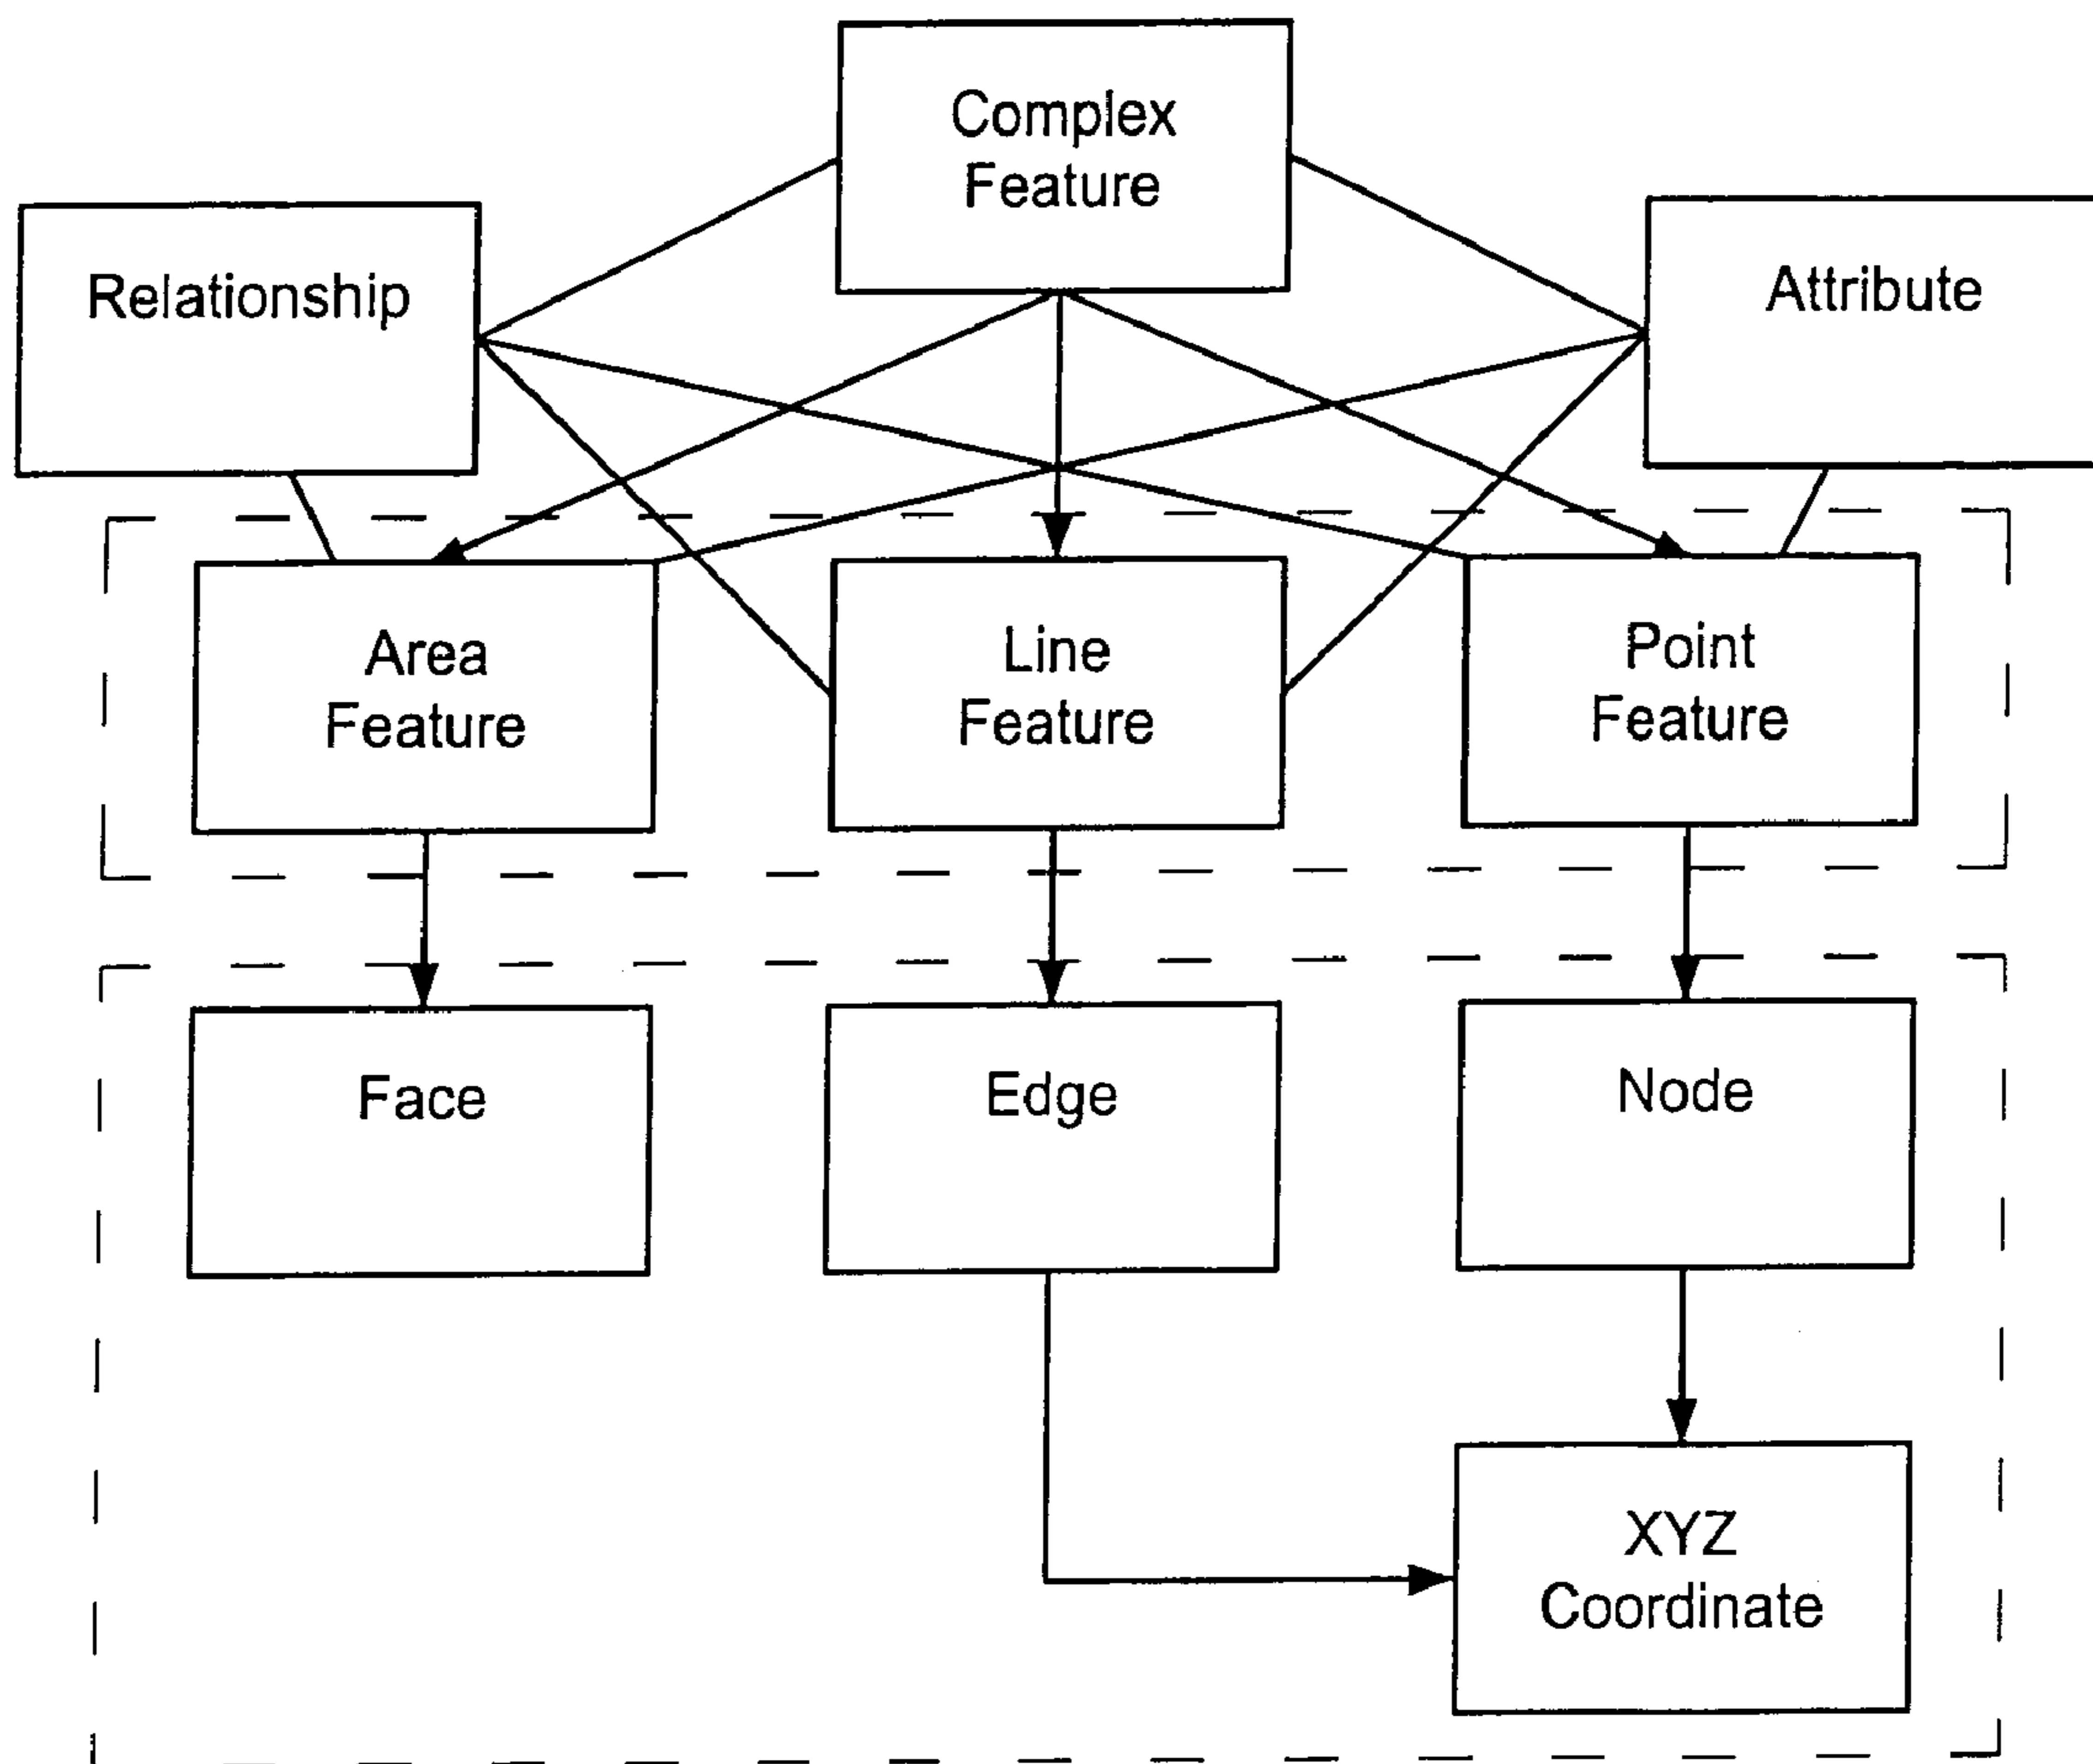 Complex
Feature
Relationship
Attribute
Area
Feature
Line
Feature
Point
Feature
Face
Edge
Node
XYZ
Coordinate